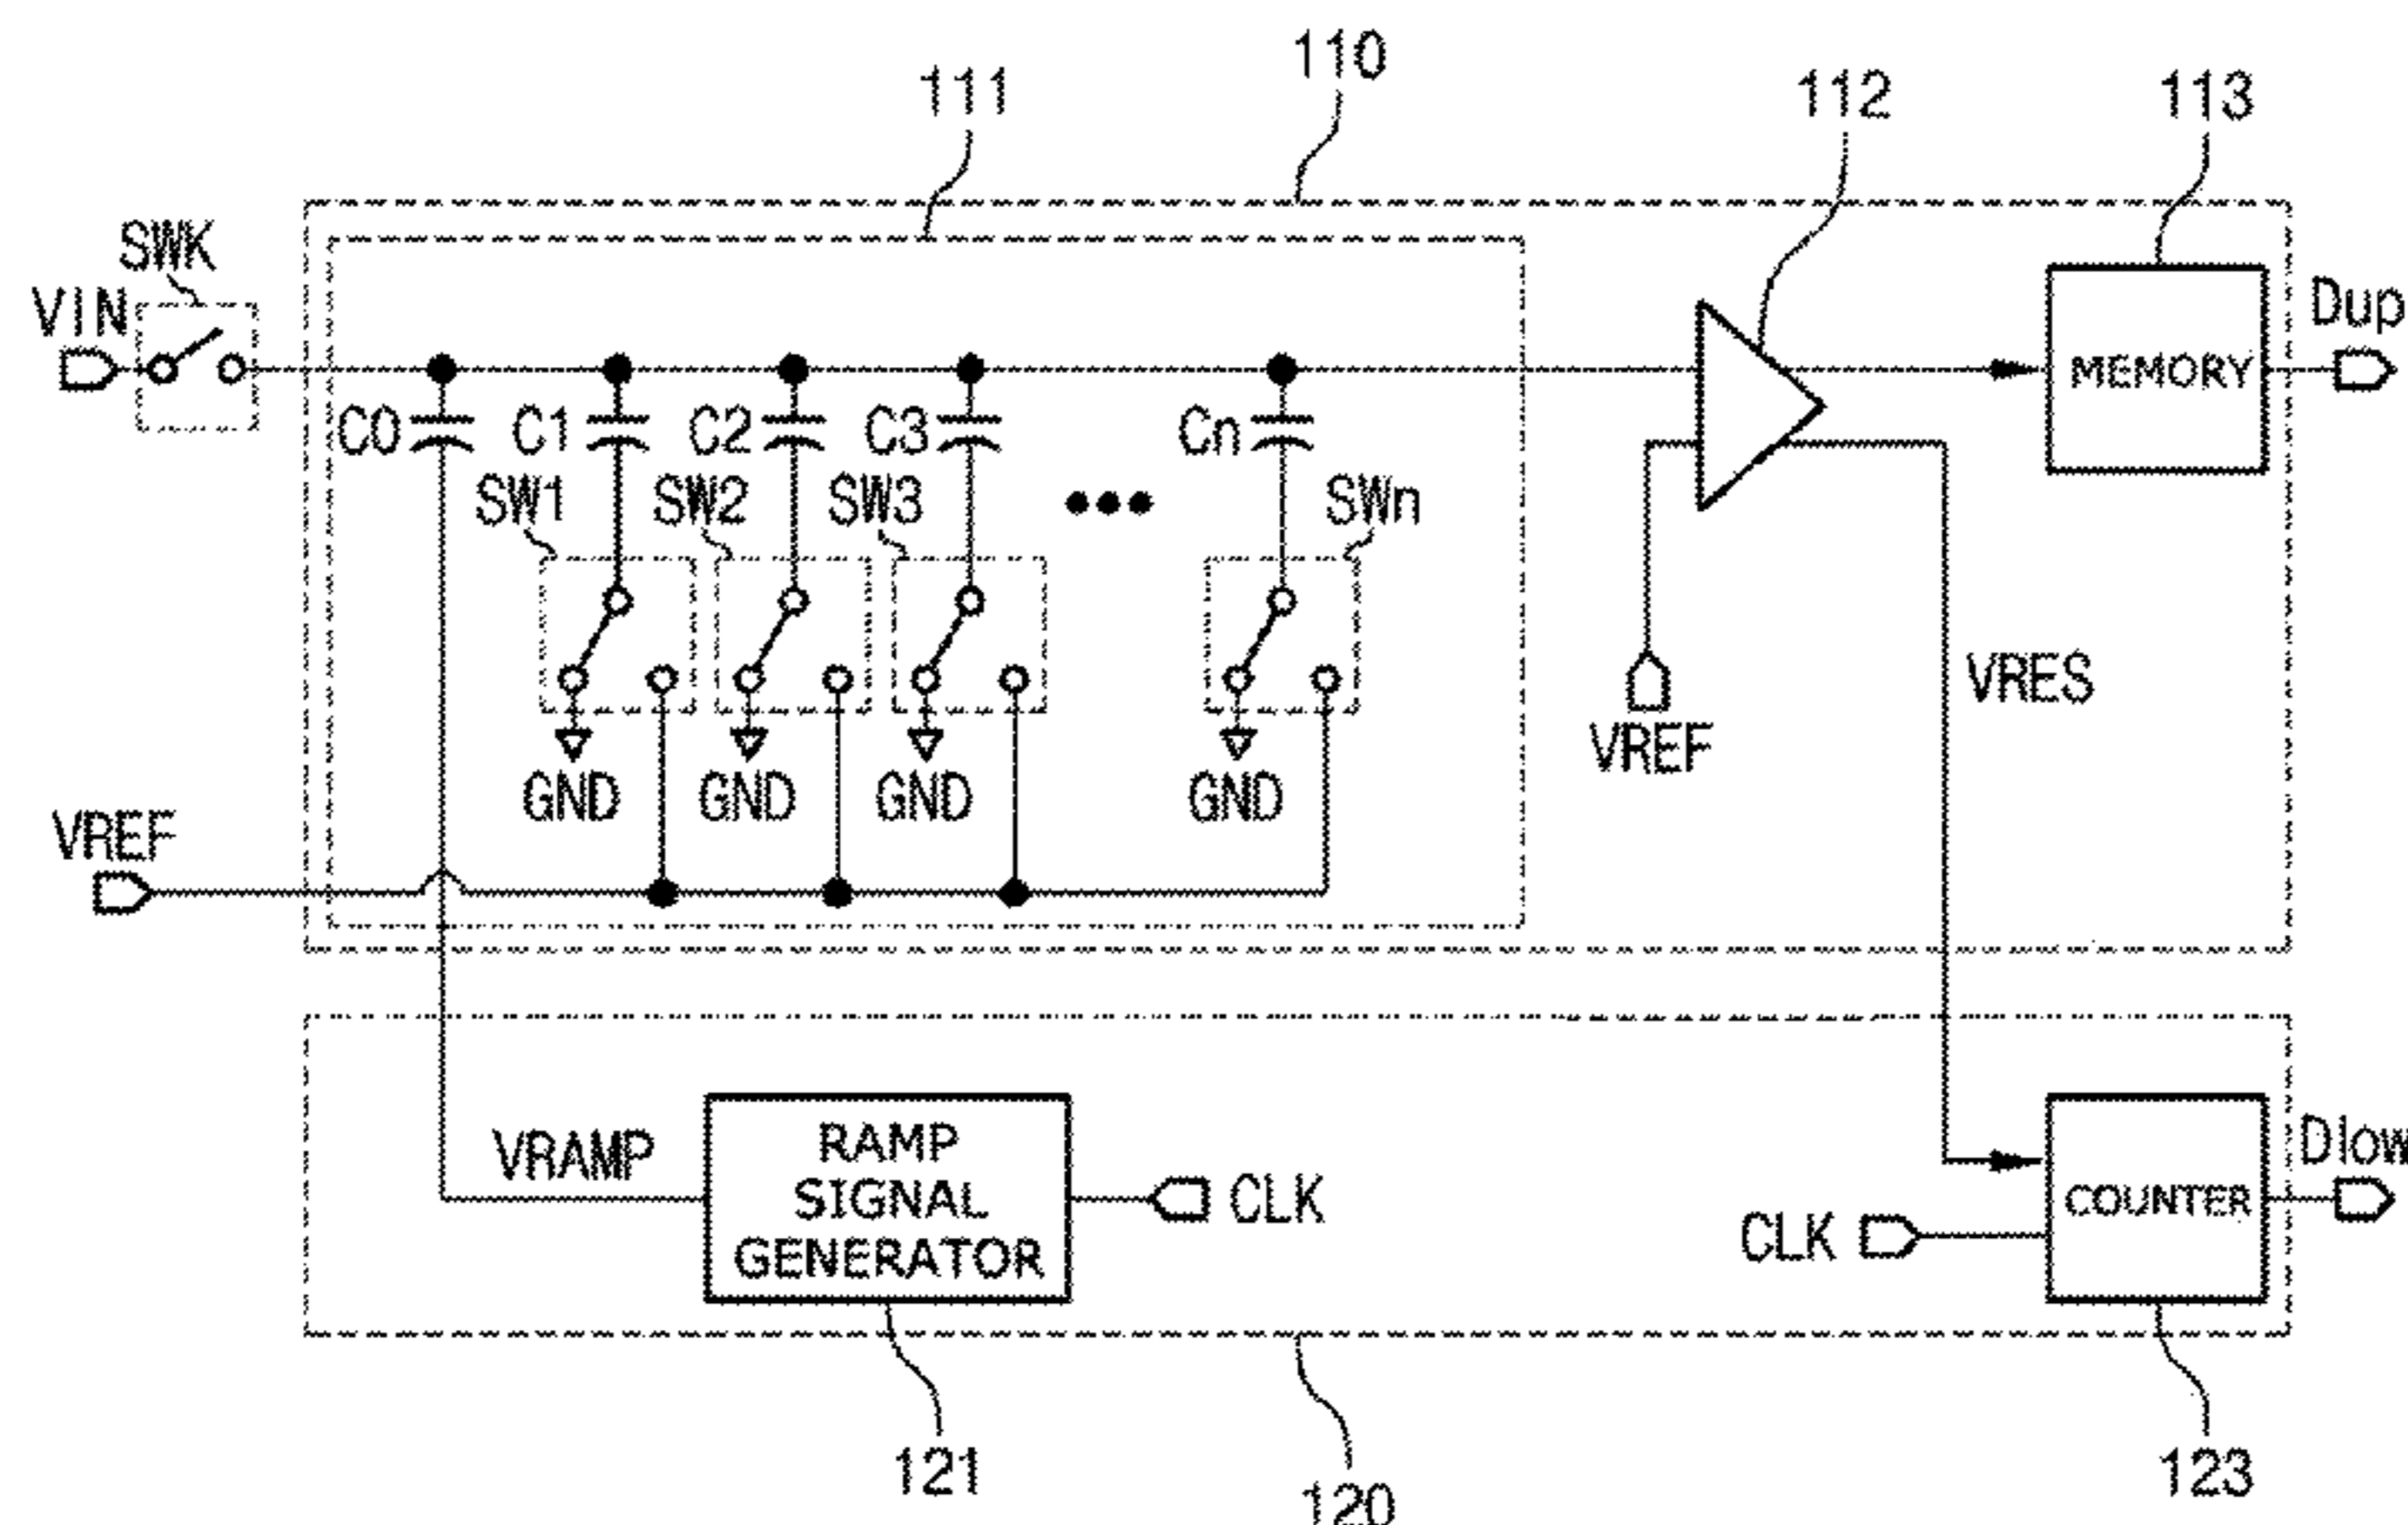 110
111
112
113
SWK
VIN
Dup
MEMORY
C0
C1
C2
C3
Cn
SW1
SW2
SW3
SWn
VRES
VREF
GND
GND
GND
GND
VREF
VRAMP
RAMP
SIGNAL
GENERATOR
CLK
Dlow
COUNTER
CLK
121
120
123